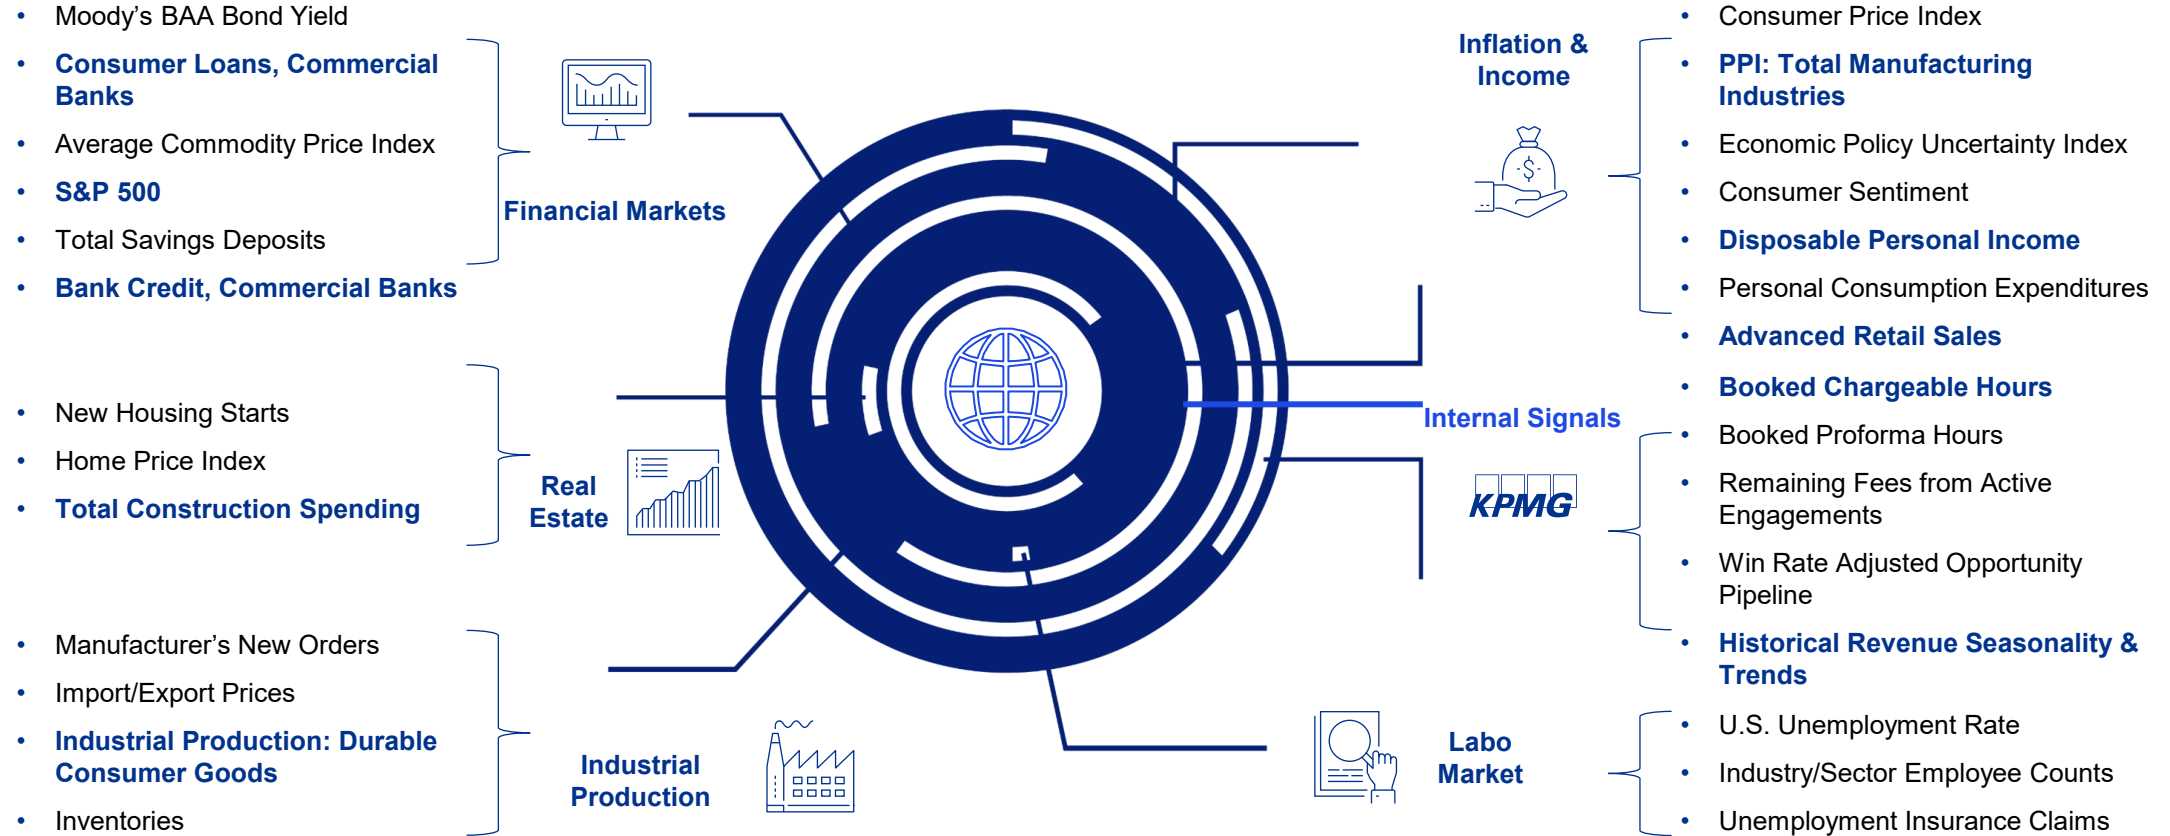 • Moody’s BAA Bond Yield
• Consumer Loans, Commercial
Banks
• Average Commodity Price Index
• S&P 500
• Total Savings Deposits
• Bank Credit, Commercial Banks
Financial Markets
• New Housing Starts
• Home Price Index
• Total Construction Spending
Real
Estate
• Manufacturer’s New Orders
• Import/Export Prices
• Industrial Production: Durable
Consumer Goods
• Inventories
Industrial
Production
Inflation &
Income
$
• Consumer Price Index
• PPI: Total Manufacturing
Industries
• Economic Policy Uncertainty Index
• Consumer Sentiment
• Disposable Personal Income
• Personal Consumption Expenditures
• Advanced Retail Sales
Internal Signals
KPMG
• Booked Chargeable Hours
• Booked Proforma Hours
• Remaining Fees from Active
Engagements
• Win Rate Adjusted Opportunity
Pipeline
• Historical Revenue Seasonality &
Trends
Labo
Market
• U.S. Unemployment Rate
• Industry/Sector Employee Counts
• Unemployment Insurance Claims